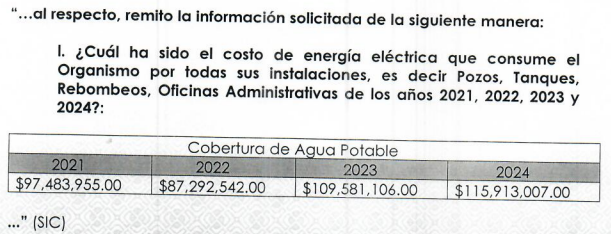 “...al respecto, remito la información solicitada de la siguiente manera:
I. ¿Cuál ha sido el costo de energía eléctrica que consume el
Organismo por todas sus instalaciones, es decir Pozos, Tanques,
Rebombeos, Oficinas Administrativas de los años 2021, 2022, 2023 y
2024?:
Cobertura de Agua Potable
2021 2022 2023 2024
$97,483,955.00 $87,292,542.00 $109,581,106.00 $115,913,007.00
...” (SIC)